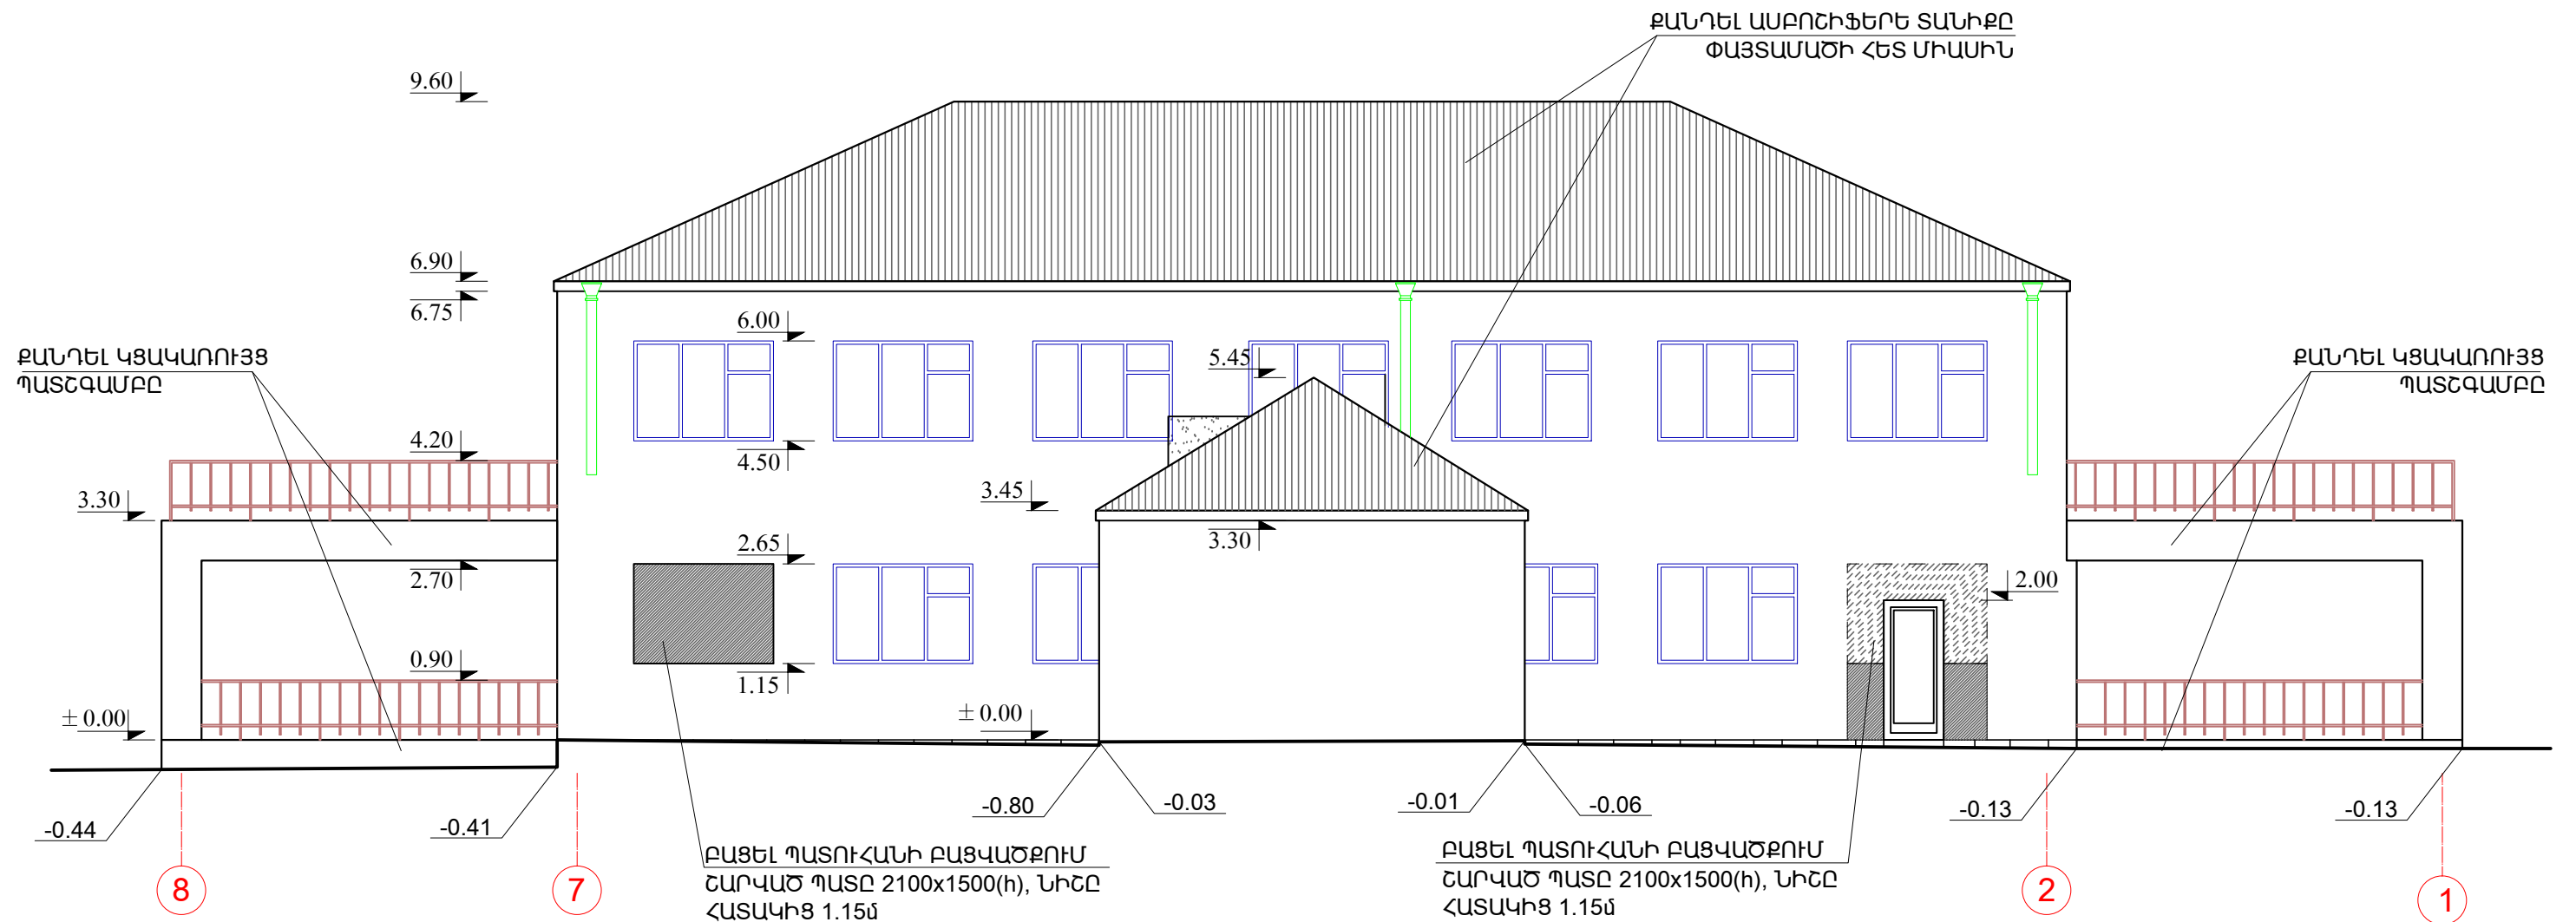 ՔԱՆԴԵԼ ԱՍԲՈՇԻՖԵՐԵ ՏԱՆԻՔԸ
ՓԱՅՏԱՄԱԾԻ ՀԵՏ ՄԻԱՍԻՆ
9.60
6.90
6.75
6.00
5.45
ՔԱՆԴԵԼ ԿՑԱԿԱՌՈՒՅՑ
ՊԱՏՇԳԱՄԲԸ
ՔԱՆԴԵԼ ԿՑԱԿԱՌՈՒՅՑ
ՊԱՏՇԳԱՄԲԸ
4.20
4.50
3.30
3.45
3.30
2.65
2.70
2.00
0.90
1.15
±0.00
±0.00
-0.44
-0.41
-0.80
-0.03
-0.01
-0.06
-0.13
-0.13
ԲԱՑԵԼ ՊԱՏՈՒՀԱՆԻ ԲԱՑՎԱԾՔՈՒՄ
ՇԱՐՎԱԾ ՊԱՏԸ 2100x1500(h), ՆԻՇԸ
ՀԱՏԱԿԻՑ 1.15մ
ԲԱՑԵԼ ՊԱՏՈՒՀԱՆԻ ԲԱՑՎԱԾՔՈՒՄ
ՇԱՐՎԱԾ ՊԱՏԸ 2100x1500(h), ՆԻՇԸ
ՀԱՏԱԿԻՑ 1.15մ
8
7
2
1